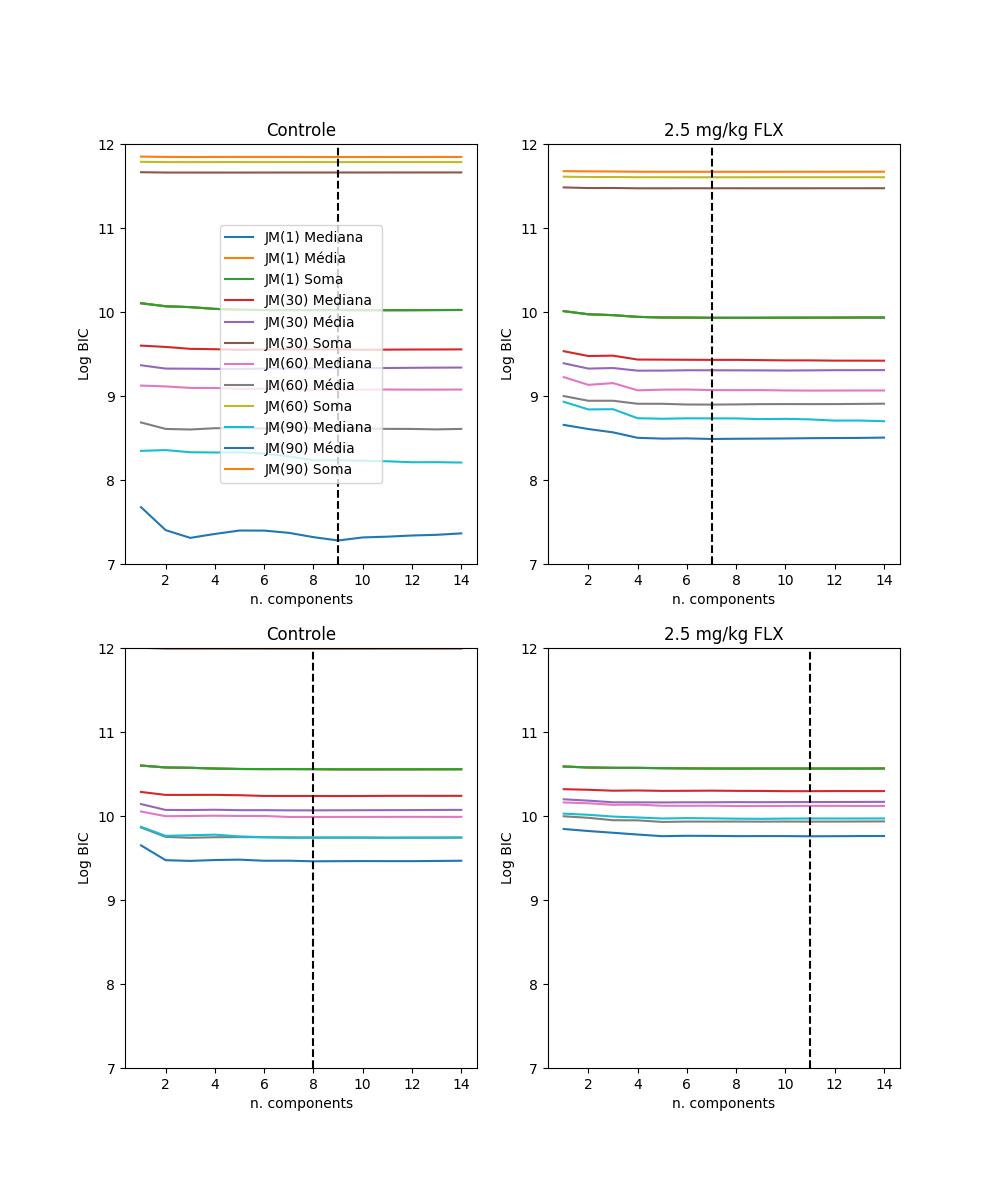 Controle
2.5 mg/kg FLX
12
11
10
9
8
7
Log BIC
JM(1) Mediana
JM(1) Média
JM(1) Soma
JM(30) Mediana
JM(30) Média
JM(30) Soma
JM(60) Mediana
JM(60) Média
JM(60) Soma
JM(90) Mediana
JM(90) Média
JM(90) Soma
2 4 6 8 10 12 14
n. components
12
11
10
9
8
7
Log BIC
2 4 6 8 10 12 14
n. components
Controle
2.5 mg/kg FLX
12
11
10
9
8
7
Log BIC
2 4 6 8 10 12 14
n. components
12
11
10
9
8
7
Log BIC
2 4 6 8 10 12 14
n. components